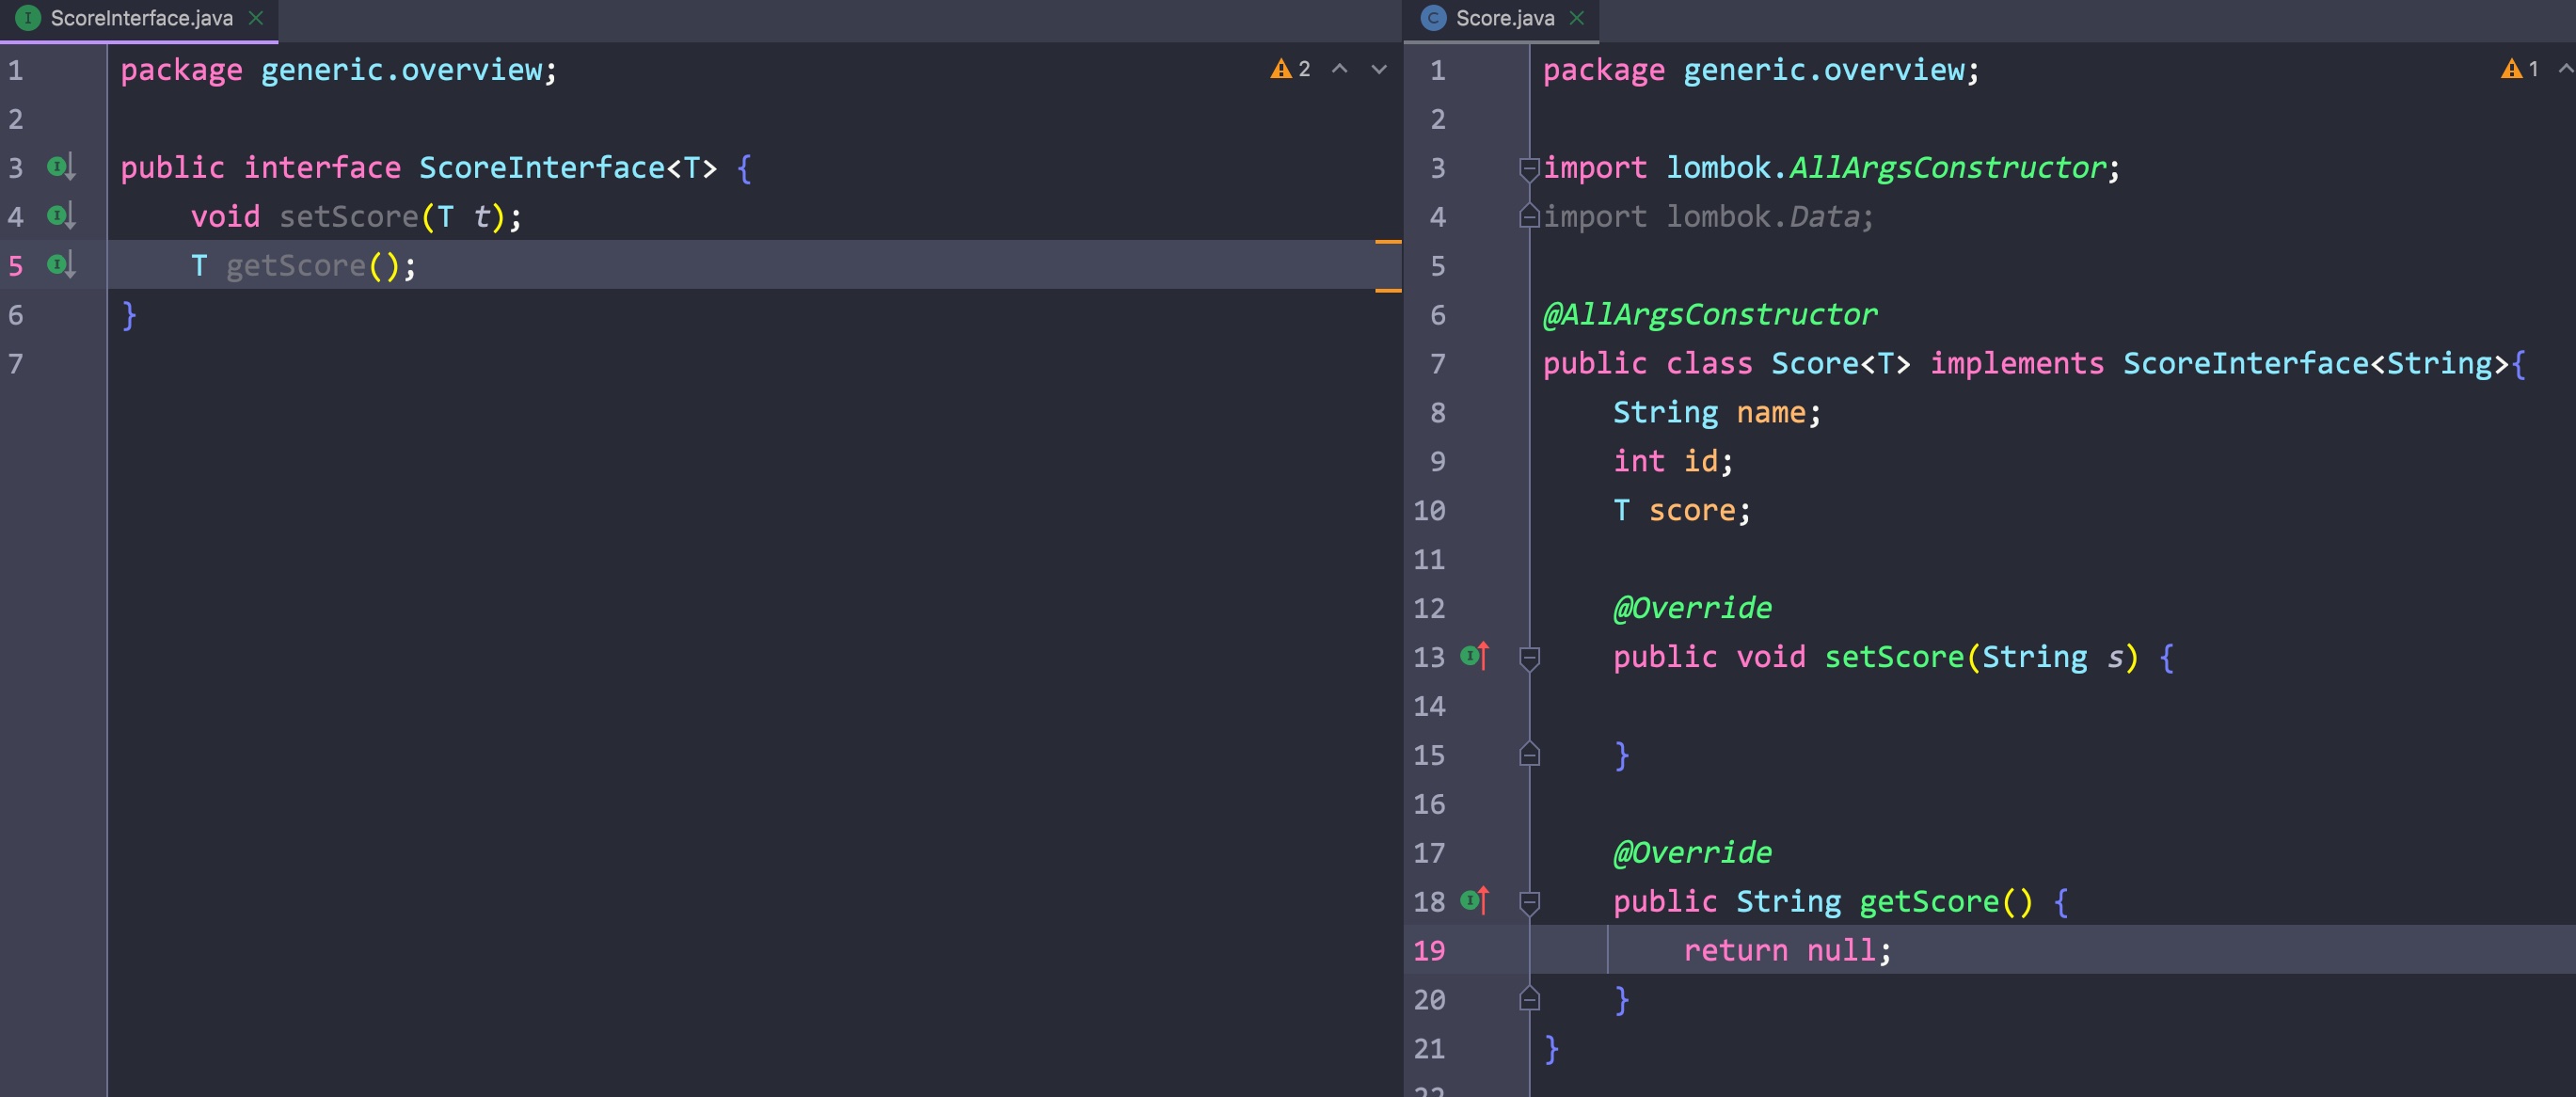 ScoreInterface.java
1 package generic.overview;
2
3 public interface ScoreInterface<T> {
4     void setScore(T t);
5     T getScore();
6 }
7
2
Score.java
1 package generic.overview;
2
3 import lombok.AllArgsConstructor;
4 import lombok.Data;
5
6 @AllArgsConstructor
7 public class Score<T> implements ScoreInterface<String>{
8     String name;
9     int id;
10     T score;
11
12     @Override
13     public void setScore(String s) {
14
15     }
16
17     @Override
18     public String getScore() {
19         return null;
20     }
21 }
22
1